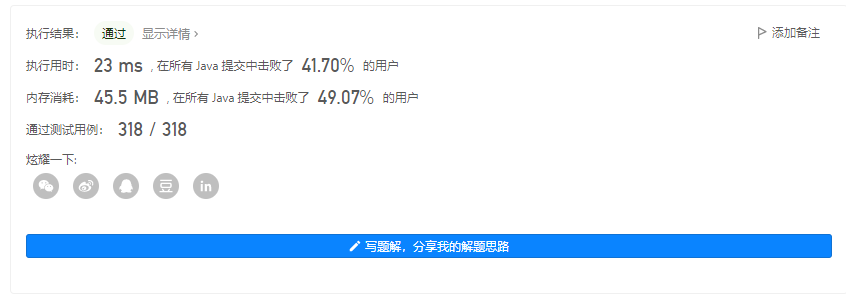 执行结果： 通过 显示详情 › 添加备注
执行用时： 23 ms , 在所有 Java 提交中击败了 41.70% 的用户
内存消耗： 45.5 MB , 在所有 Java 提交中击败了 49.07% 的用户
通过测试用例： 318 / 318
炫耀一下:
豆 in
写题解，分享我的解题思路